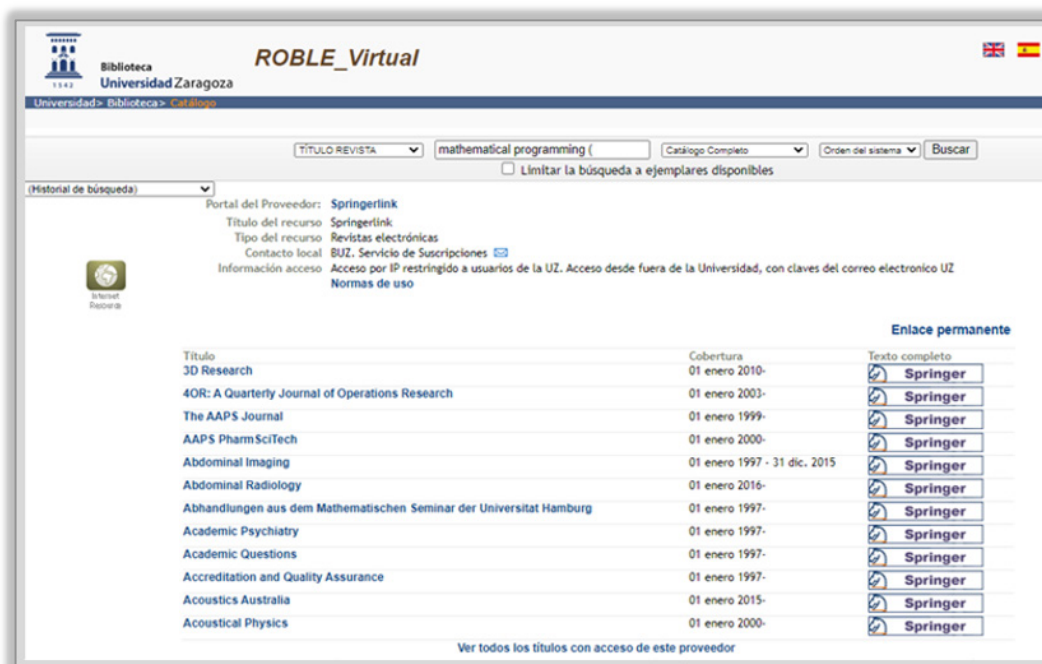 1542
Biblioteca
Universidad Zaragoza
ROBLE_Virtual
Universidad> Biblioteca> Catálogo
TÍTULO REVISTA mathematical programming ( Catálogo Completo Orden del sistema Buscar
Limitar la búsqueda a ejemplares disponibles
(Historial de búsqueda)
Portal del Proveedor: Springerlink
Título del recurso Springerlink
Tipo del recurso Revistas electrónicas
Contacto local BUZ. Servicio de Suscripciones
Información acceso Acceso por IP restringido a usuarios de la UZ. Acceso desde fuera de la Universidad, con claves del correo electronico UZ
Normas de uso
Internet
Resource
Enlace permanente
Título Cobertura Texto completo
3D Research 01 enero 2010- Springer
4OR: A Quarterly Journal of Operations Research 01 enero 2003- Springer
The AAPS Journal 01 enero 1999- Springer
AAPS PharmSciTech 01 enero 2000- Springer
Abdominal Imaging 01 enero 1997 - 31 dic. 2015 Springer
Abdominal Radiology 01 enero 2016- Springer
Abhandlungen aus dem Mathematischen Seminar der Universitat Hamburg 01 enero 1997- Springer
Academic Psychiatry 01 enero 1997- Springer
Academic Questions 01 enero 1997- Springer
Accreditation and Quality Assurance 01 enero 1997- Springer
Acoustics Australia 01 enero 2015- Springer
Acoustical Physics 01 enero 2000- Springer
Ver todos los títulos con acceso de este proveedor